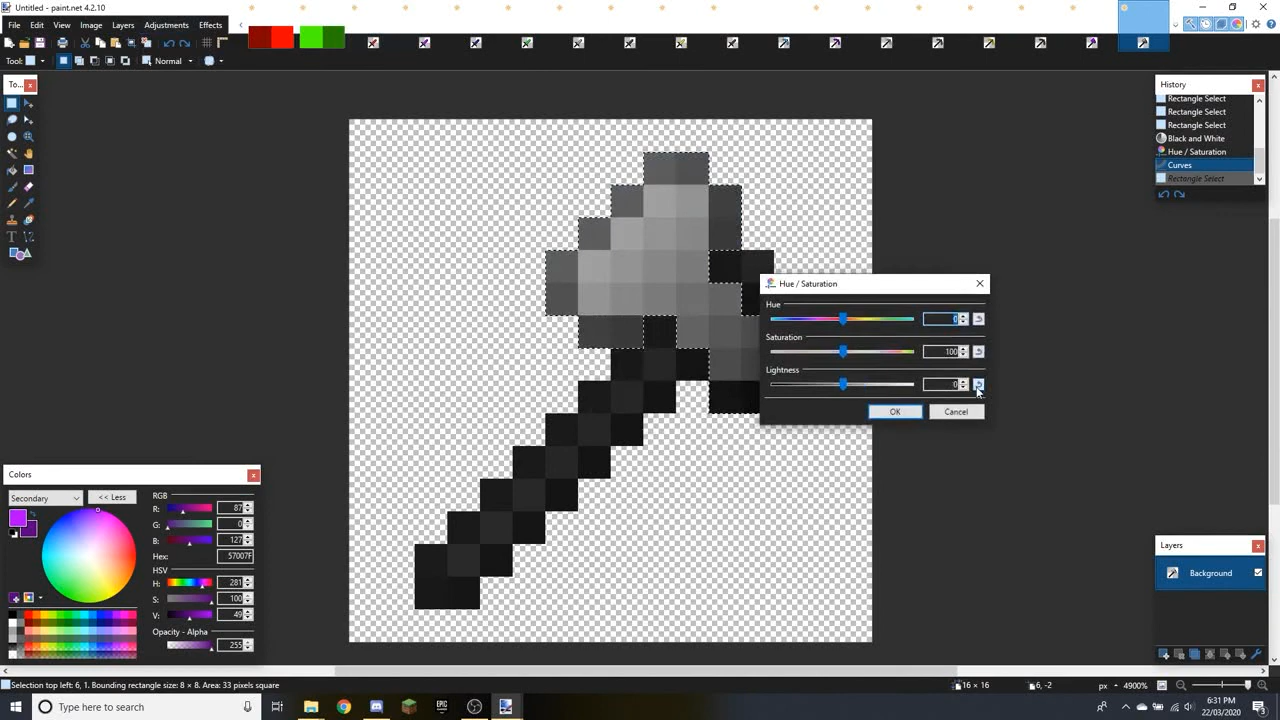 Untitled - paint.net 4.2.10
File Edit View Image Layers Adjustments Effects
Tool: Normal
To...
History
Rectangle Select
Rectangle Select
Rectangle Select
Black and White
Hue / Saturation
Curves
Rectangle Select
Hue / Saturation
Hue
0
Saturation
100
Lightness
0
OK Cancel
Colors
Secondary << Less
RGB
R: 87
G: 0
B: 127
Hex: 57007F
HSV
H: 281
S: 100
V: 49
Opacity - Alpha
255
Layers
Background
Selection top left: 6, 1. Bounding rectangle size: 8 × 8. Area: 33 pixels square
16 × 16
6, -2
px
4900%
Type here to search
EPIC
6:31 PM
22/03/2020
3